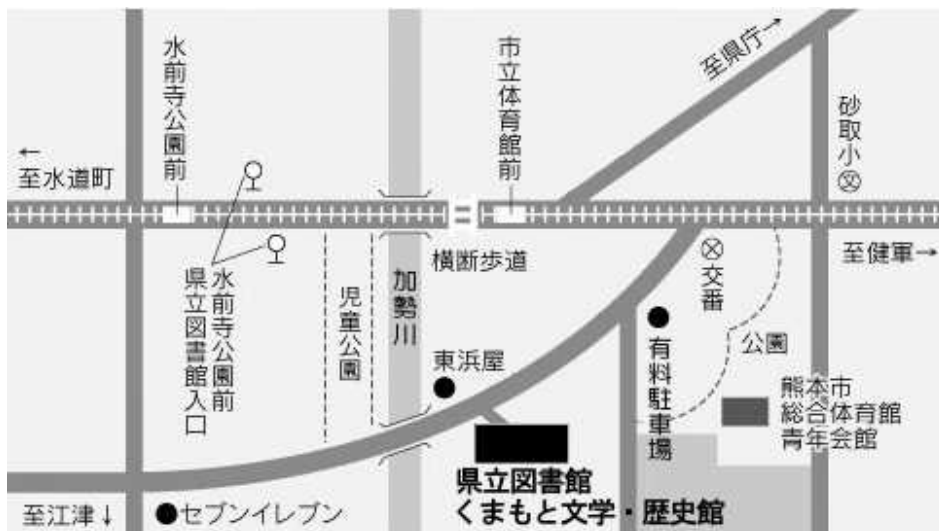 水前寺公園前
市立体育館前
至県庁→
砂取小
←
至水道町
横断歩道
交番
至健軍→
水前寺公園前
県立図書館入口
児童公園
加勢川
東浜屋
有料駐車場
公園
熊本市
総合体育館
青年会館
県立図書館
くまもと文学・歴史館
至江津↓
セブンイレブン